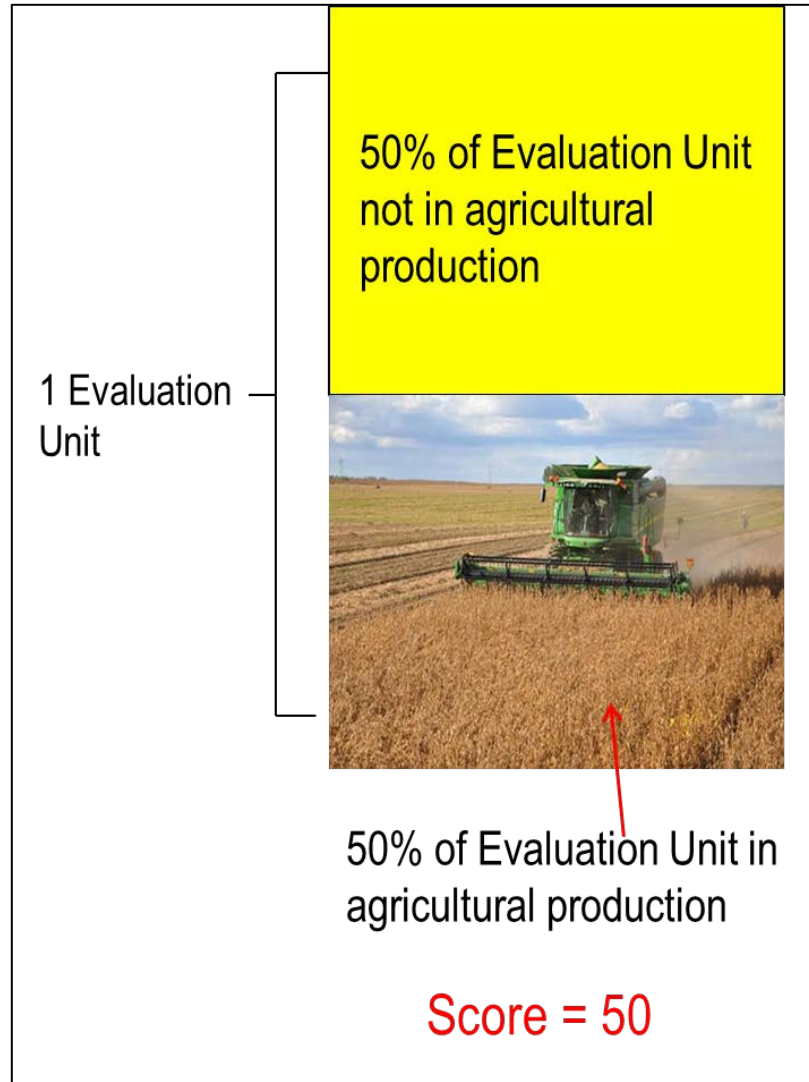 50% of Evaluation Unit
not in agricultural
production
1 Evaluation
Unit
50% of Evaluation Unit in
agricultural production
Score = 50